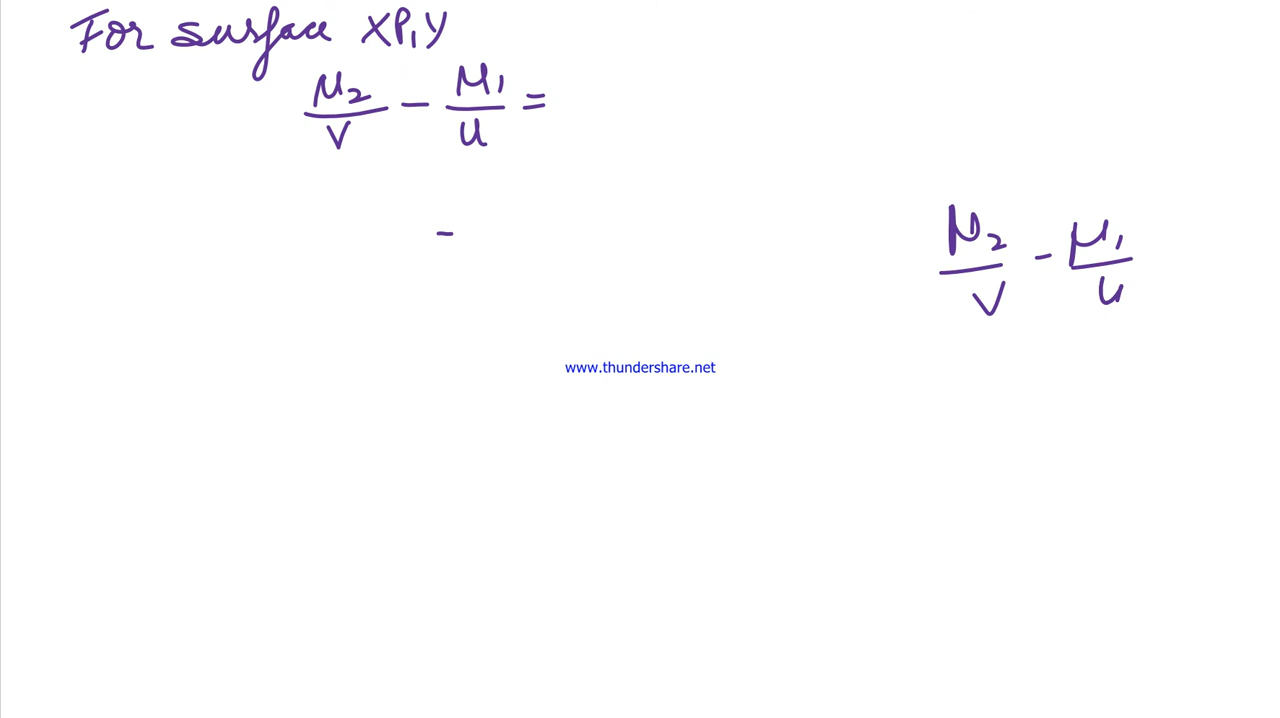 For surface XP₁Y
μ₂/v - μ₁/u =
-
μ₂/v - μ₁/u
www.thundershare.net